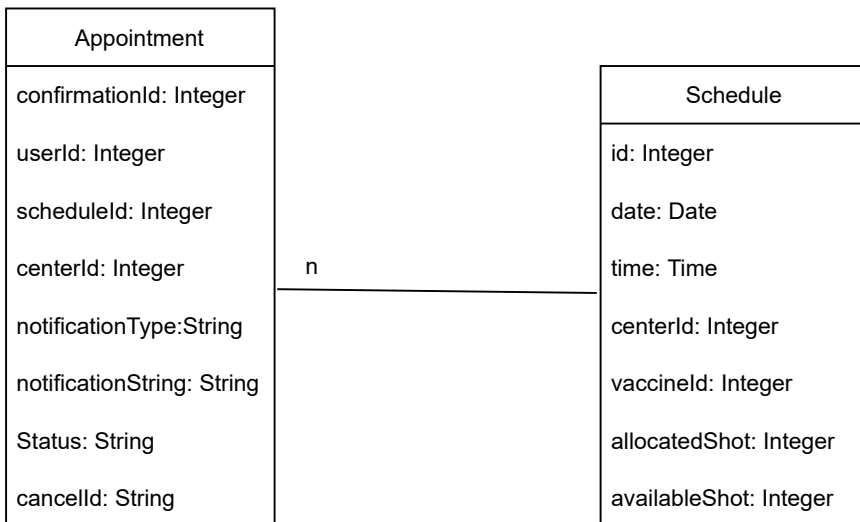 Appointment
confirmationId: Integer
userId: Integer
scheduleId: Integer
centerId: Integer
notificationType:String
notificationString: String
Status: String
cancelId: String
n
Schedule
id: Integer
date: Date
time: Time
centerId: Integer
vaccineId: Integer
allocatedShot: Integer
availableShot: Integer